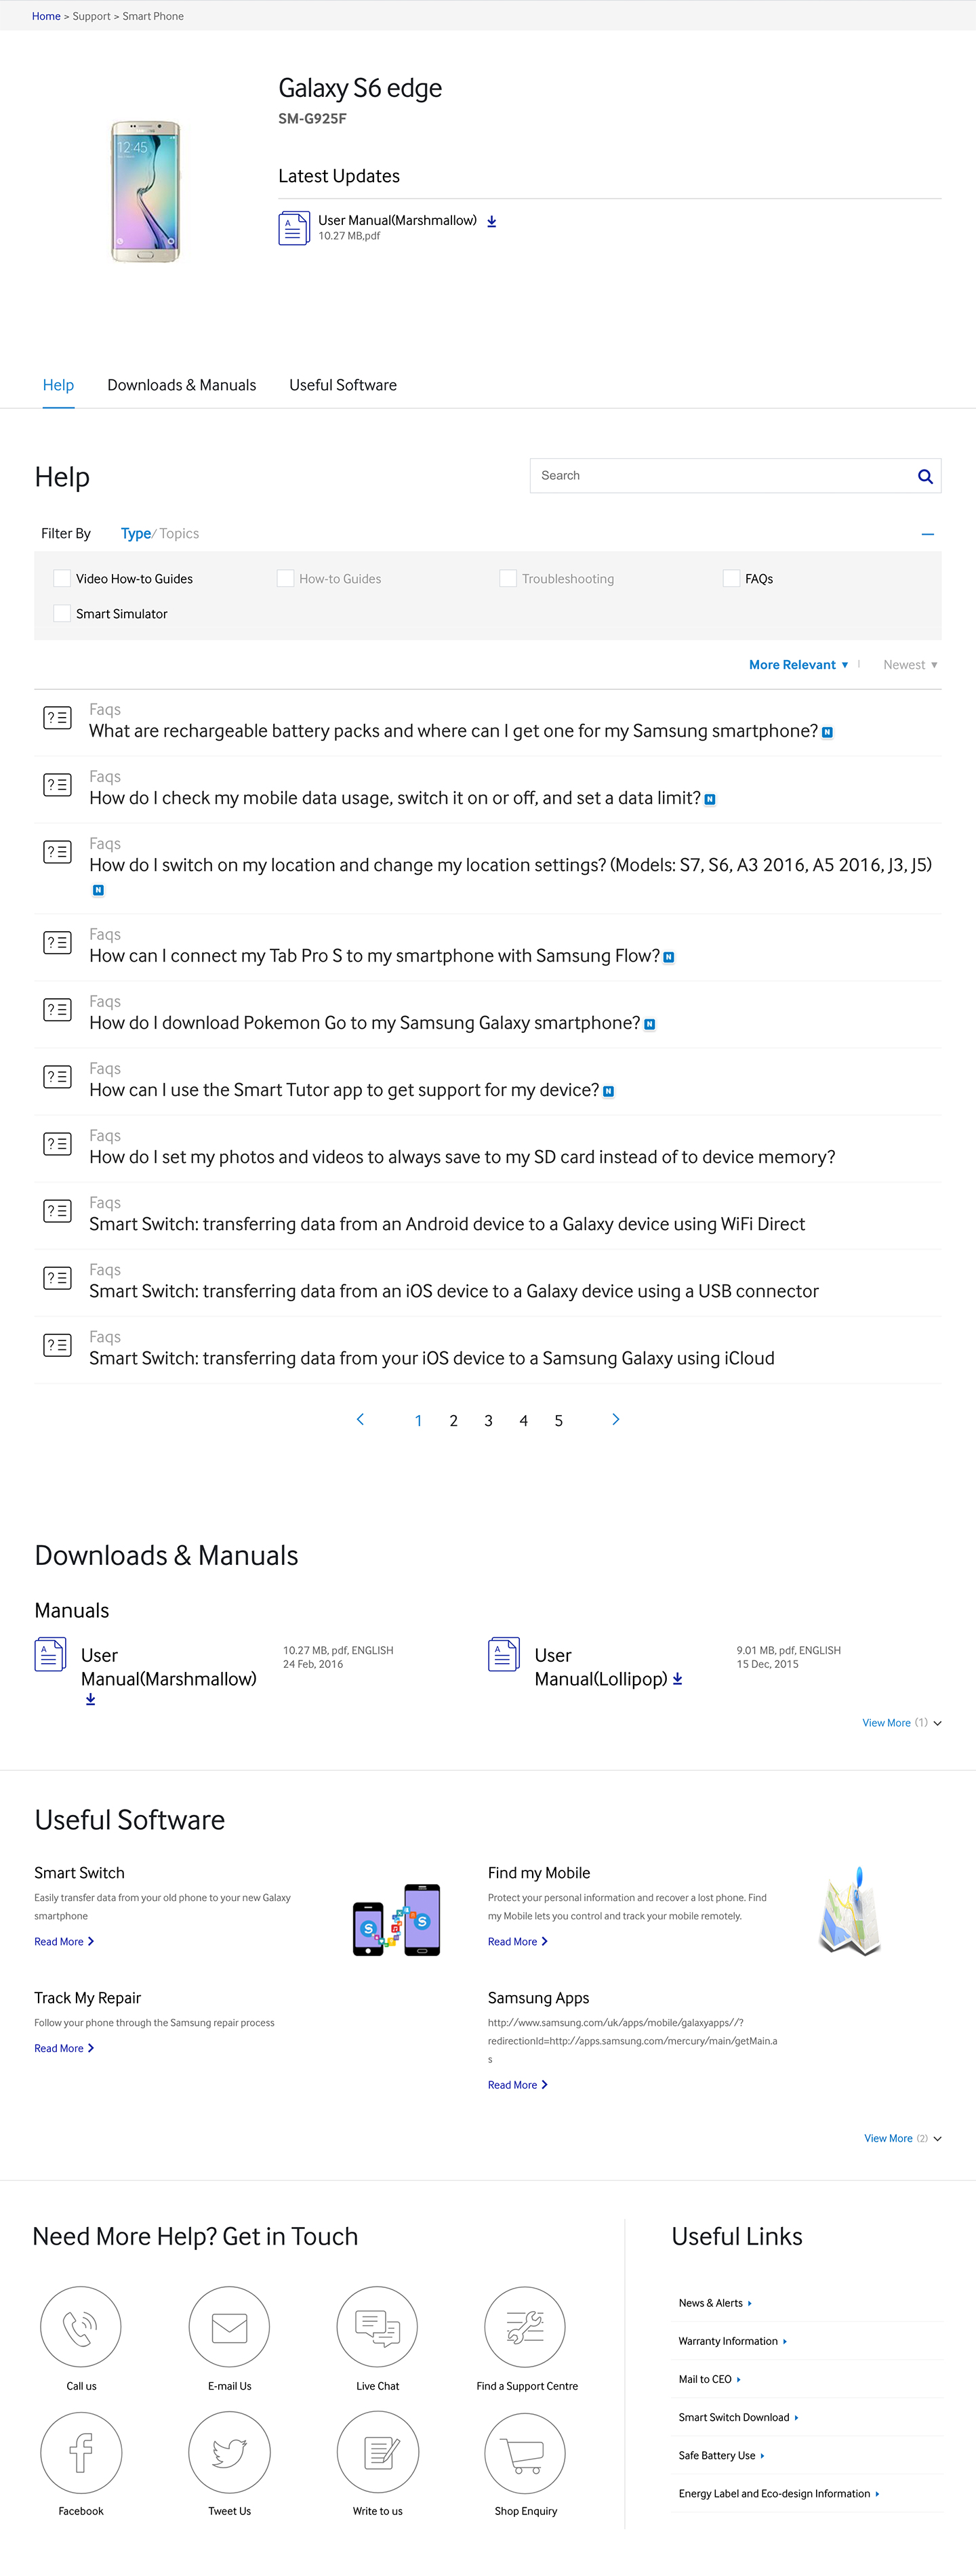 Home > Support > Smart Phone
Galaxy S6 edge
SM-G925F
12:45
Latest Updates
User Manual(Marshmallow)
10.27 MB,pdf
Help Downloads & Manuals Useful Software
Help
Search
Filter By Type/ Topics
Video How-to Guides How-to Guides Troubleshooting FAQs
Smart Simulator
More Relevant ▼ | Newest ▼
Faqs
What are rechargeable battery packs and where can I get one for my Samsung smartphone? N
Faqs
How do I check my mobile data usage, switch it on or off, and set a data limit? N
Faqs
How do I switch on my location and change my location settings? (Models: S7, S6, A3 2016, A5 2016, J3, J5)
N
Faqs
How can I connect my Tab Pro S to my smartphone with Samsung Flow? N
Faqs
How do I download Pokemon Go to my Samsung Galaxy smartphone? N
Faqs
How can I use the Smart Tutor app to get support for my device? N
Faqs
How do I set my photos and videos to always save to my SD card instead of to device memory?
Faqs
Smart Switch: transferring data from an Android device to a Galaxy device using WiFi Direct
Faqs
Smart Switch: transferring data from an iOS device to a Galaxy device using a USB connector
Faqs
Smart Switch: transferring data from your iOS device to a Samsung Galaxy using iCloud
1 2 3 4 5
Downloads & Manuals
Manuals
User
Manual(Marshmallow)
10.27 MB, pdf, ENGLISH
24 Feb, 2016
User
Manual(Lollipop)
9.01 MB, pdf, ENGLISH
15 Dec, 2015
View More (1)
Useful Software
Smart Switch
Easily transfer data from your old phone to your new Galaxy
smartphone
Read More
Find my Mobile
Protect your personal information and recover a lost phone. Find
my Mobile lets you control and track your mobile remotely.
Read More
Track My Repair
Follow your phone through the Samsung repair process
Read More
Samsung Apps
http://www.samsung.com/uk/apps/mobile/galaxyapps//?
redirectionId=http://apps.samsung.com/mercury/main/getMain.a
s
Read More
View More (2)
Need More Help? Get in Touch
Call us E-mail Us Live Chat Find a Support Centre
Facebook Tweet Us Write to us Shop Enquiry
Useful Links
News & Alerts
Warranty Information
Mail to CEO
Smart Switch Download
Safe Battery Use
Energy Label and Eco-design Information